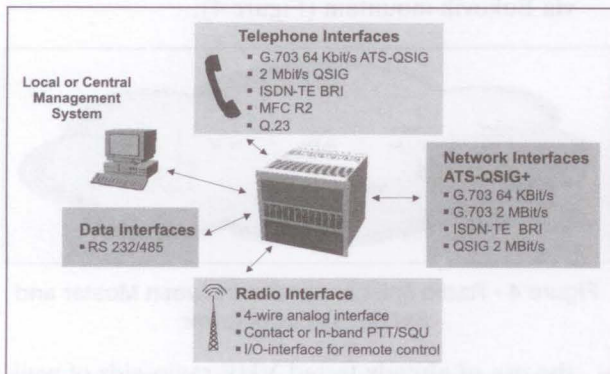 Telephone Interfaces
▪ G.703 64 Kbit/s ATS-QSIG
▪ 2 Mbit/s QSIG
▪ ISDN-TE BRI
▪ MFC R2
▪ Q.23
Local or Central
Management
System
Network Interfaces
ATS-QSIG+
▪ G.703 64 KBit/s
▪ G.703 2 MBit/s
▪ ISDN-TE BRI
▪ QSIG 2 MBit/s
Data Interfaces
▪ RS 232/485
Radio Interface
▪ 4-wire analog interface
▪ Contact or In-band PTT/SQU
▪ I/O-interface for remote control